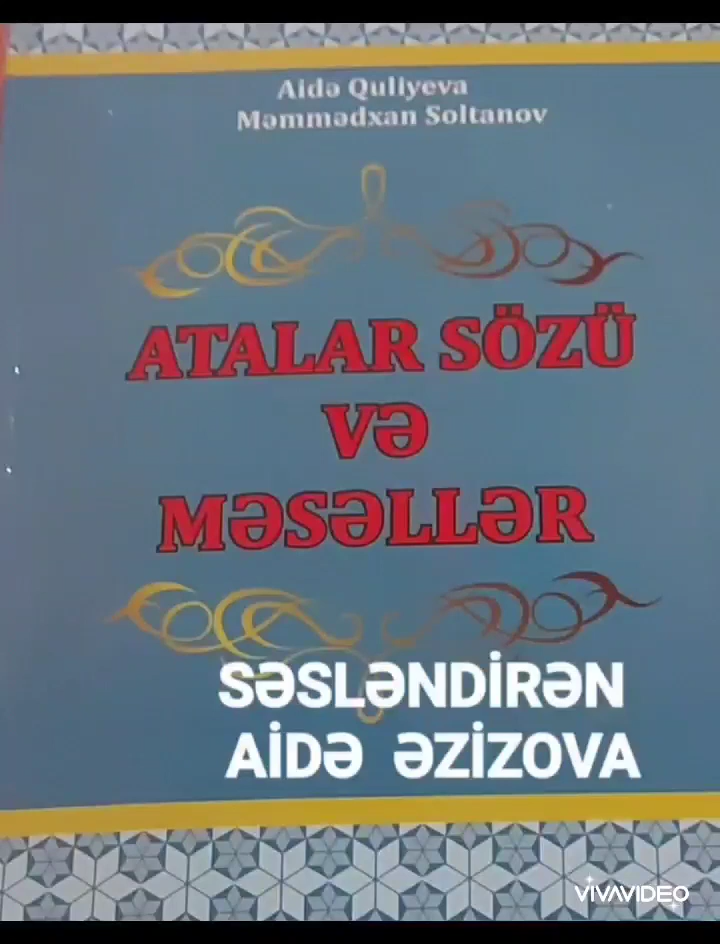 Aidə Quliyeva
Məmmədxan Soltanov
ATALAR SÖZÜ
VƏ
MƏSƏLLƏR
SƏSLƏNDİRƏN
AİDƏ ƏZİZOVA
VIVAVIDEO